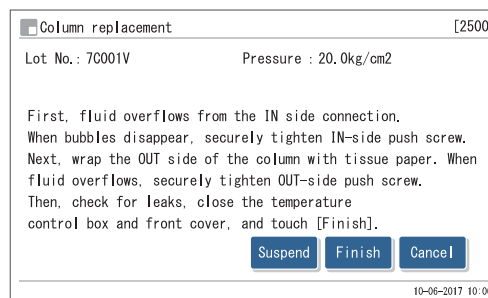 Column replacement [2500
Lot No.: 7C001V Pressure : 20.0kg/cm2
First, fluid overflows from the IN side connection.
When bubbles disappear, securely tighten IN-side push screw.
Next, wrap the OUT side of the column with tissue paper. When
fluid overflows, securely tighten OUT-side push screw.
Then, check for leaks, close the temperature
control box and front cover, and touch [Finish].
Suspend Finish Cancel
10-06-2017 10:00